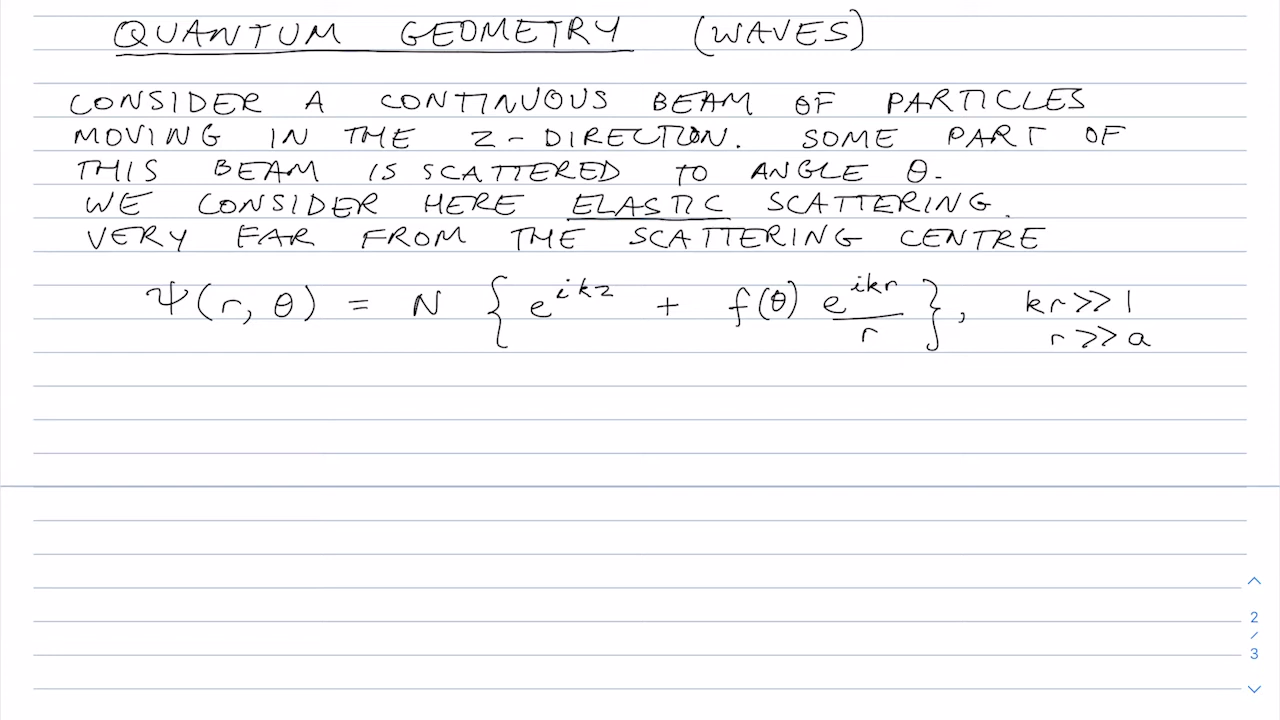 QUANTUM GEOMETRY (WAVES)
CONSIDER A CONTINUOUS BEAM OF PARTICLES
MOVING IN THE Z-DIRECTION. SOME PART OF
THIS BEAM IS SCATTERED TO ANGLE θ.
WE CONSIDER HERE ELASTIC SCATTERING.
VERY FAR FROM THE SCATTERING CENTRE
Ψ(r, θ) = N { e^{ikz} + f(θ) e^{ikr}/r }, kr >> 1
r >> a
2
/
3